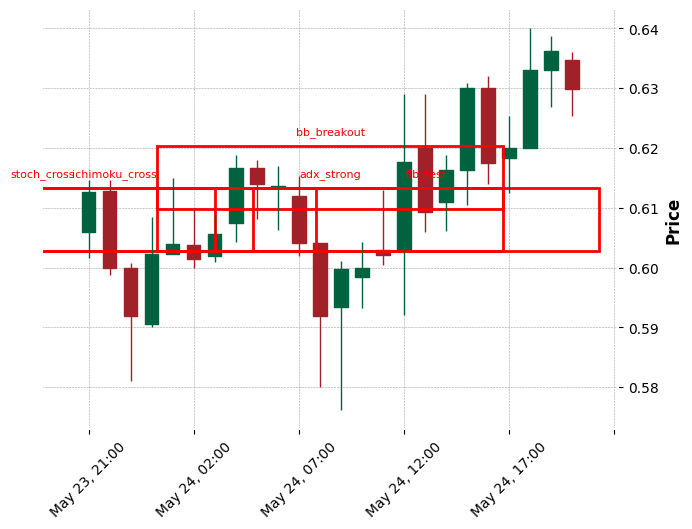 0.64
0.63
0.62
0.61
0.60
0.59
0.58
Price
bb_breakout
stoch_cross
ichimoku_cross
adx_strong
May 23, 21:00
May 24, 02:00
May 24, 07:00
May 24, 12:00
May 24, 17:00